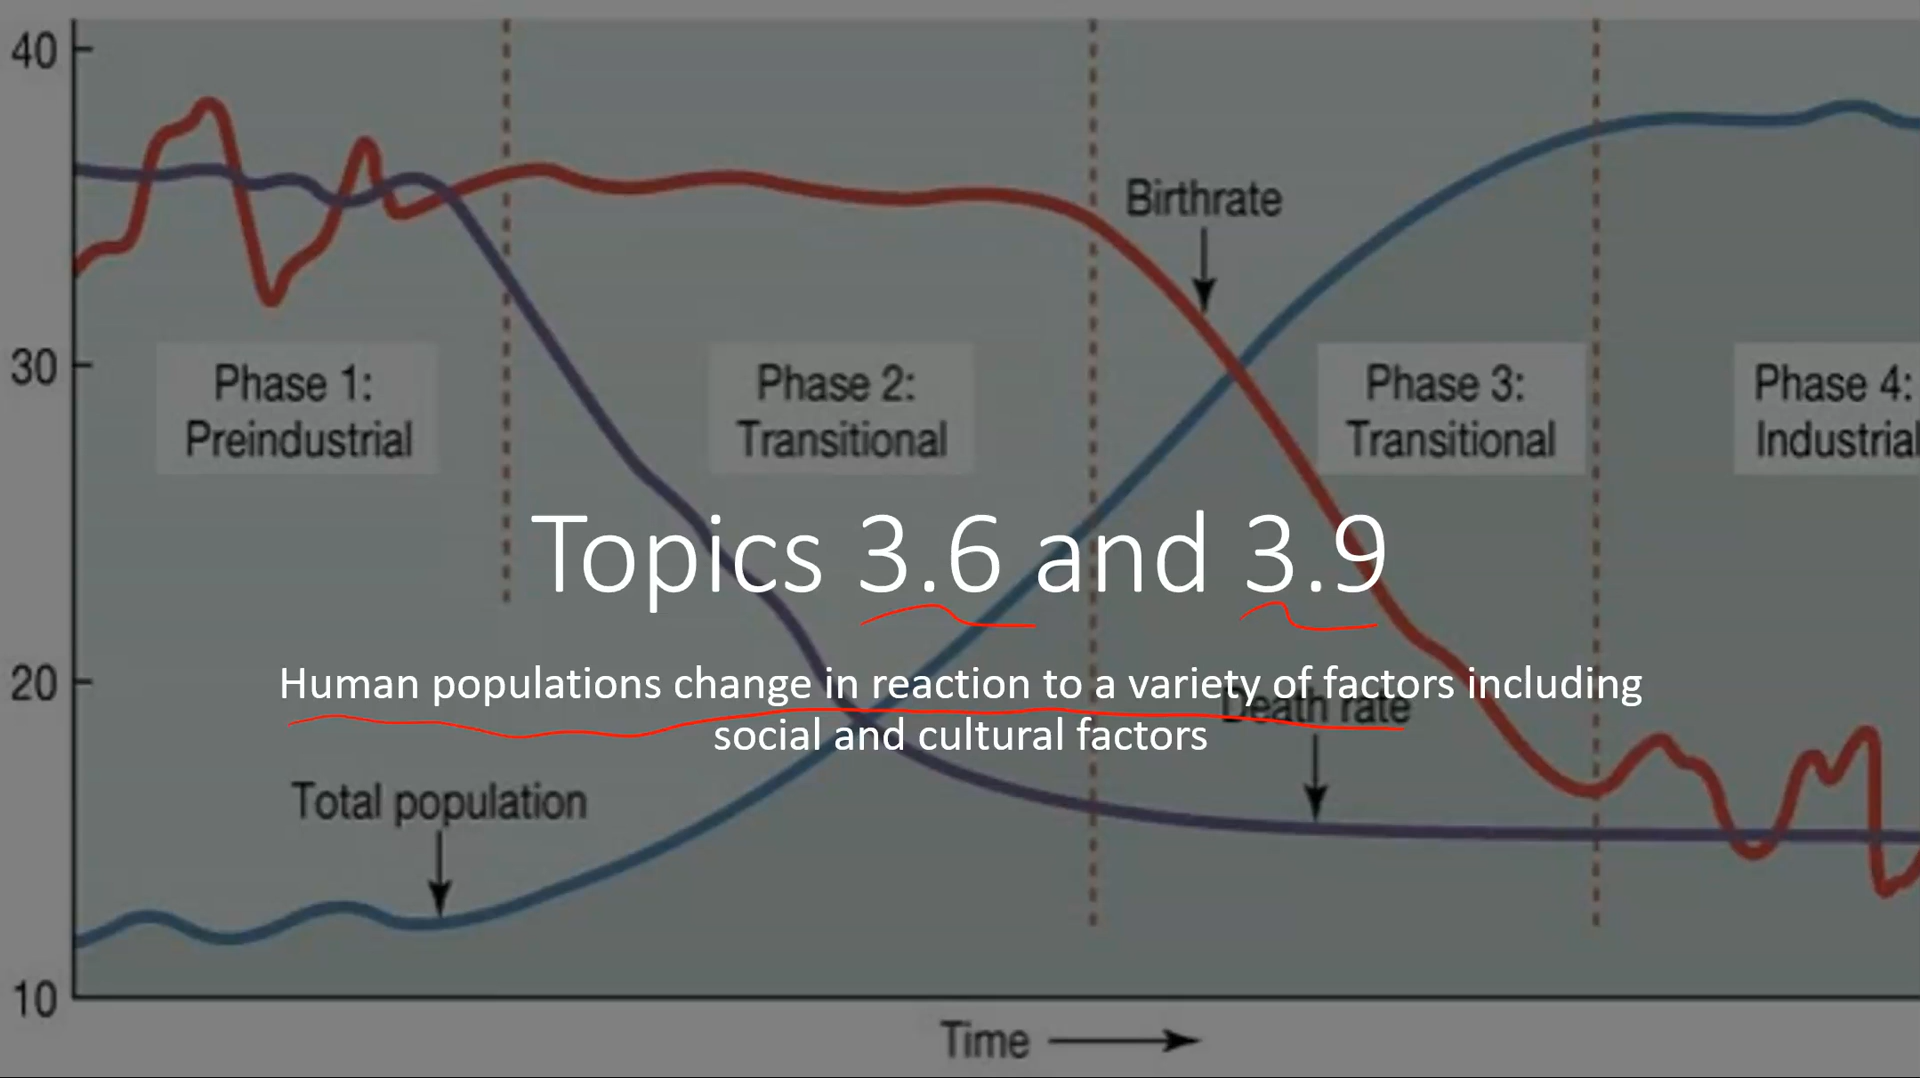 40
Birthrate
30
Phase 1:
Preindustrial
Phase 2:
Transitional
Phase 3:
Transitional
Phase 4:
Industrial
Topics 3.6 and 3.9
20
Human populations change in reaction to a variety of factors including
social and cultural factors
Death rate
Total population
10
Time